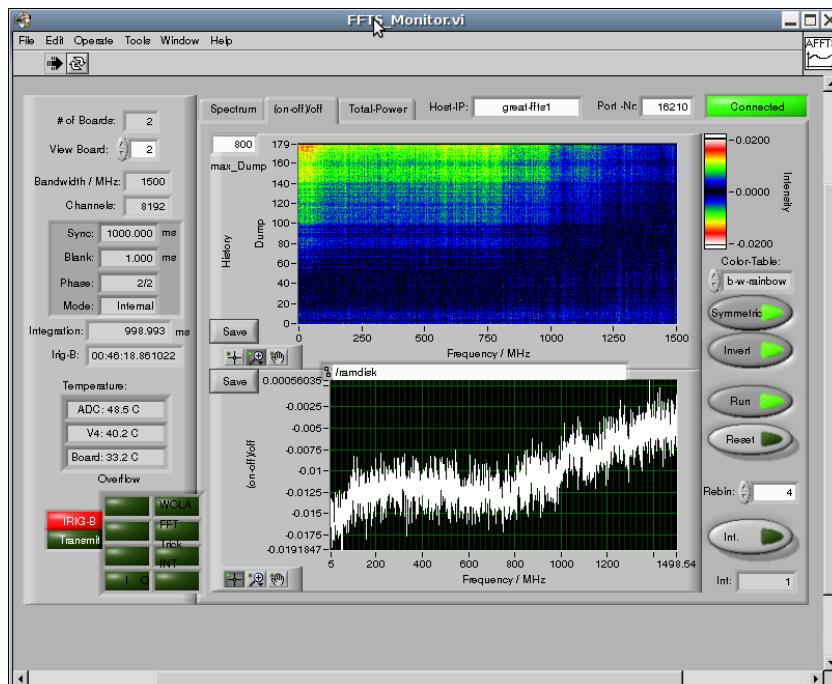 FFTS_Monitor.vi
File Edit Operate Tools Window Help
AFFTS
# of Boards: 2
View Board: 2
Bandwidth / MHz: 1500
Channels: 8192
Sync: 1000.000 ms
Blank: 1.000 ms
Phase: 2/2
Mode: Internal
Integration: 998.993 ms
Irig-B: 00:46:18.861022
Temperature:
ADC: 48.5 C
V4: 40.2 C
Board: 33.2 C
Overflow
IRIG-B
Transmit
WOLA
FFT
Trick
INT
I Q
Spectrum (on-off)/off Total-Power Host-IP: great-ffts1 Port -Nr: 16210 Connected
800
max_Dump
History
Dump
179
160
140
120
100
80
60
40
20
0
0 250 500 750 1000 1250 1500
Frequency / MHz
Save
Save
/ramdisk
(on-off)/off
0.00056035
-0.0025
-0.005
-0.0075
-0.01
-0.0125
-0.015
-0.0175
-0.0191847
5 200 400 600 800 1000 1200 1498.54
Frequency / MHz
0.0200
0.0000
-0.0200
Intensity
Color-Table:
b-w-rainbow
Symmetric
Invert
Run
Reset
Rebin: 4
Int.
Int: 1